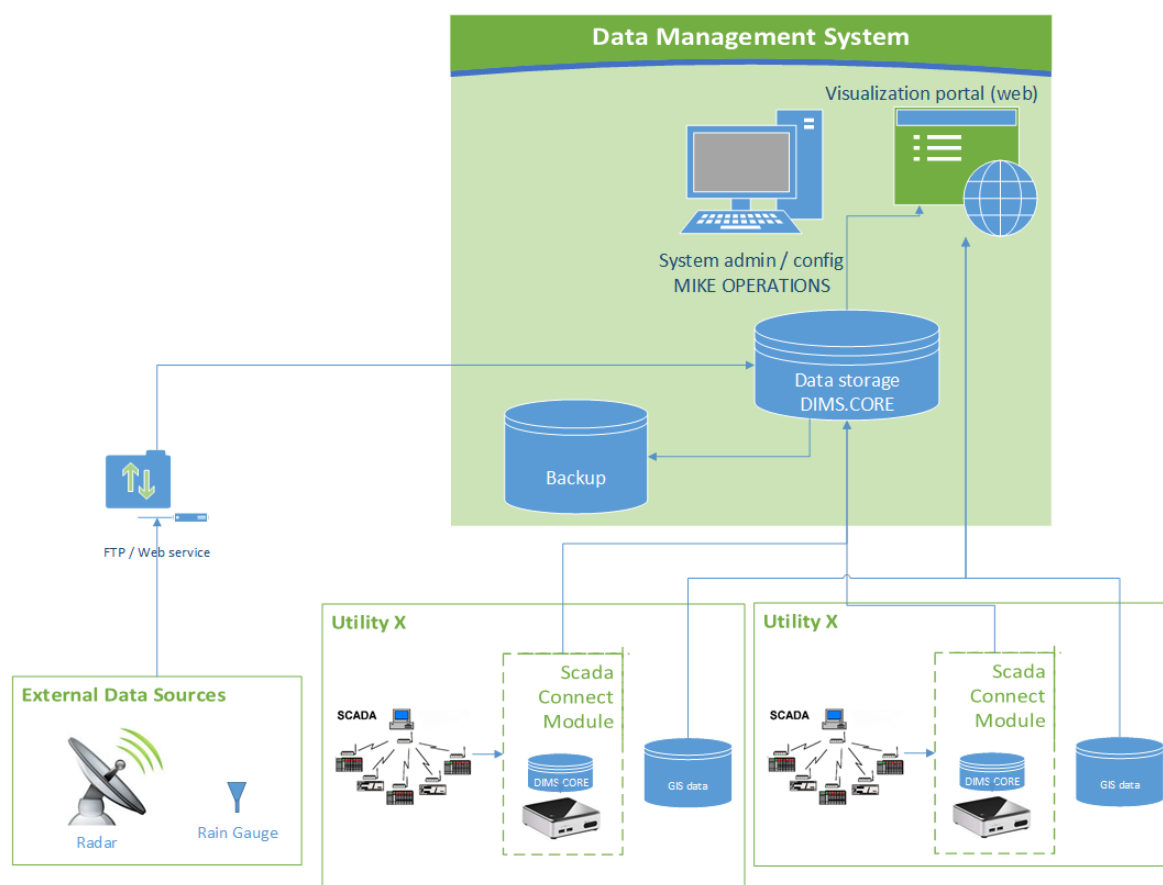 Data Management System
Visualization portal (web)
System admin / config
MIKE OPERATIONS
Data storage
DIMS.CORE
Backup
FTP / Web service
External Data Sources
Radar
Rain Gauge
Utility X
SCADA
Scada
Connect
Module
DIMS CORE
GIS data
Utility X
SCADA
Scada
Connect
Module
DIMS CORE
GIS data